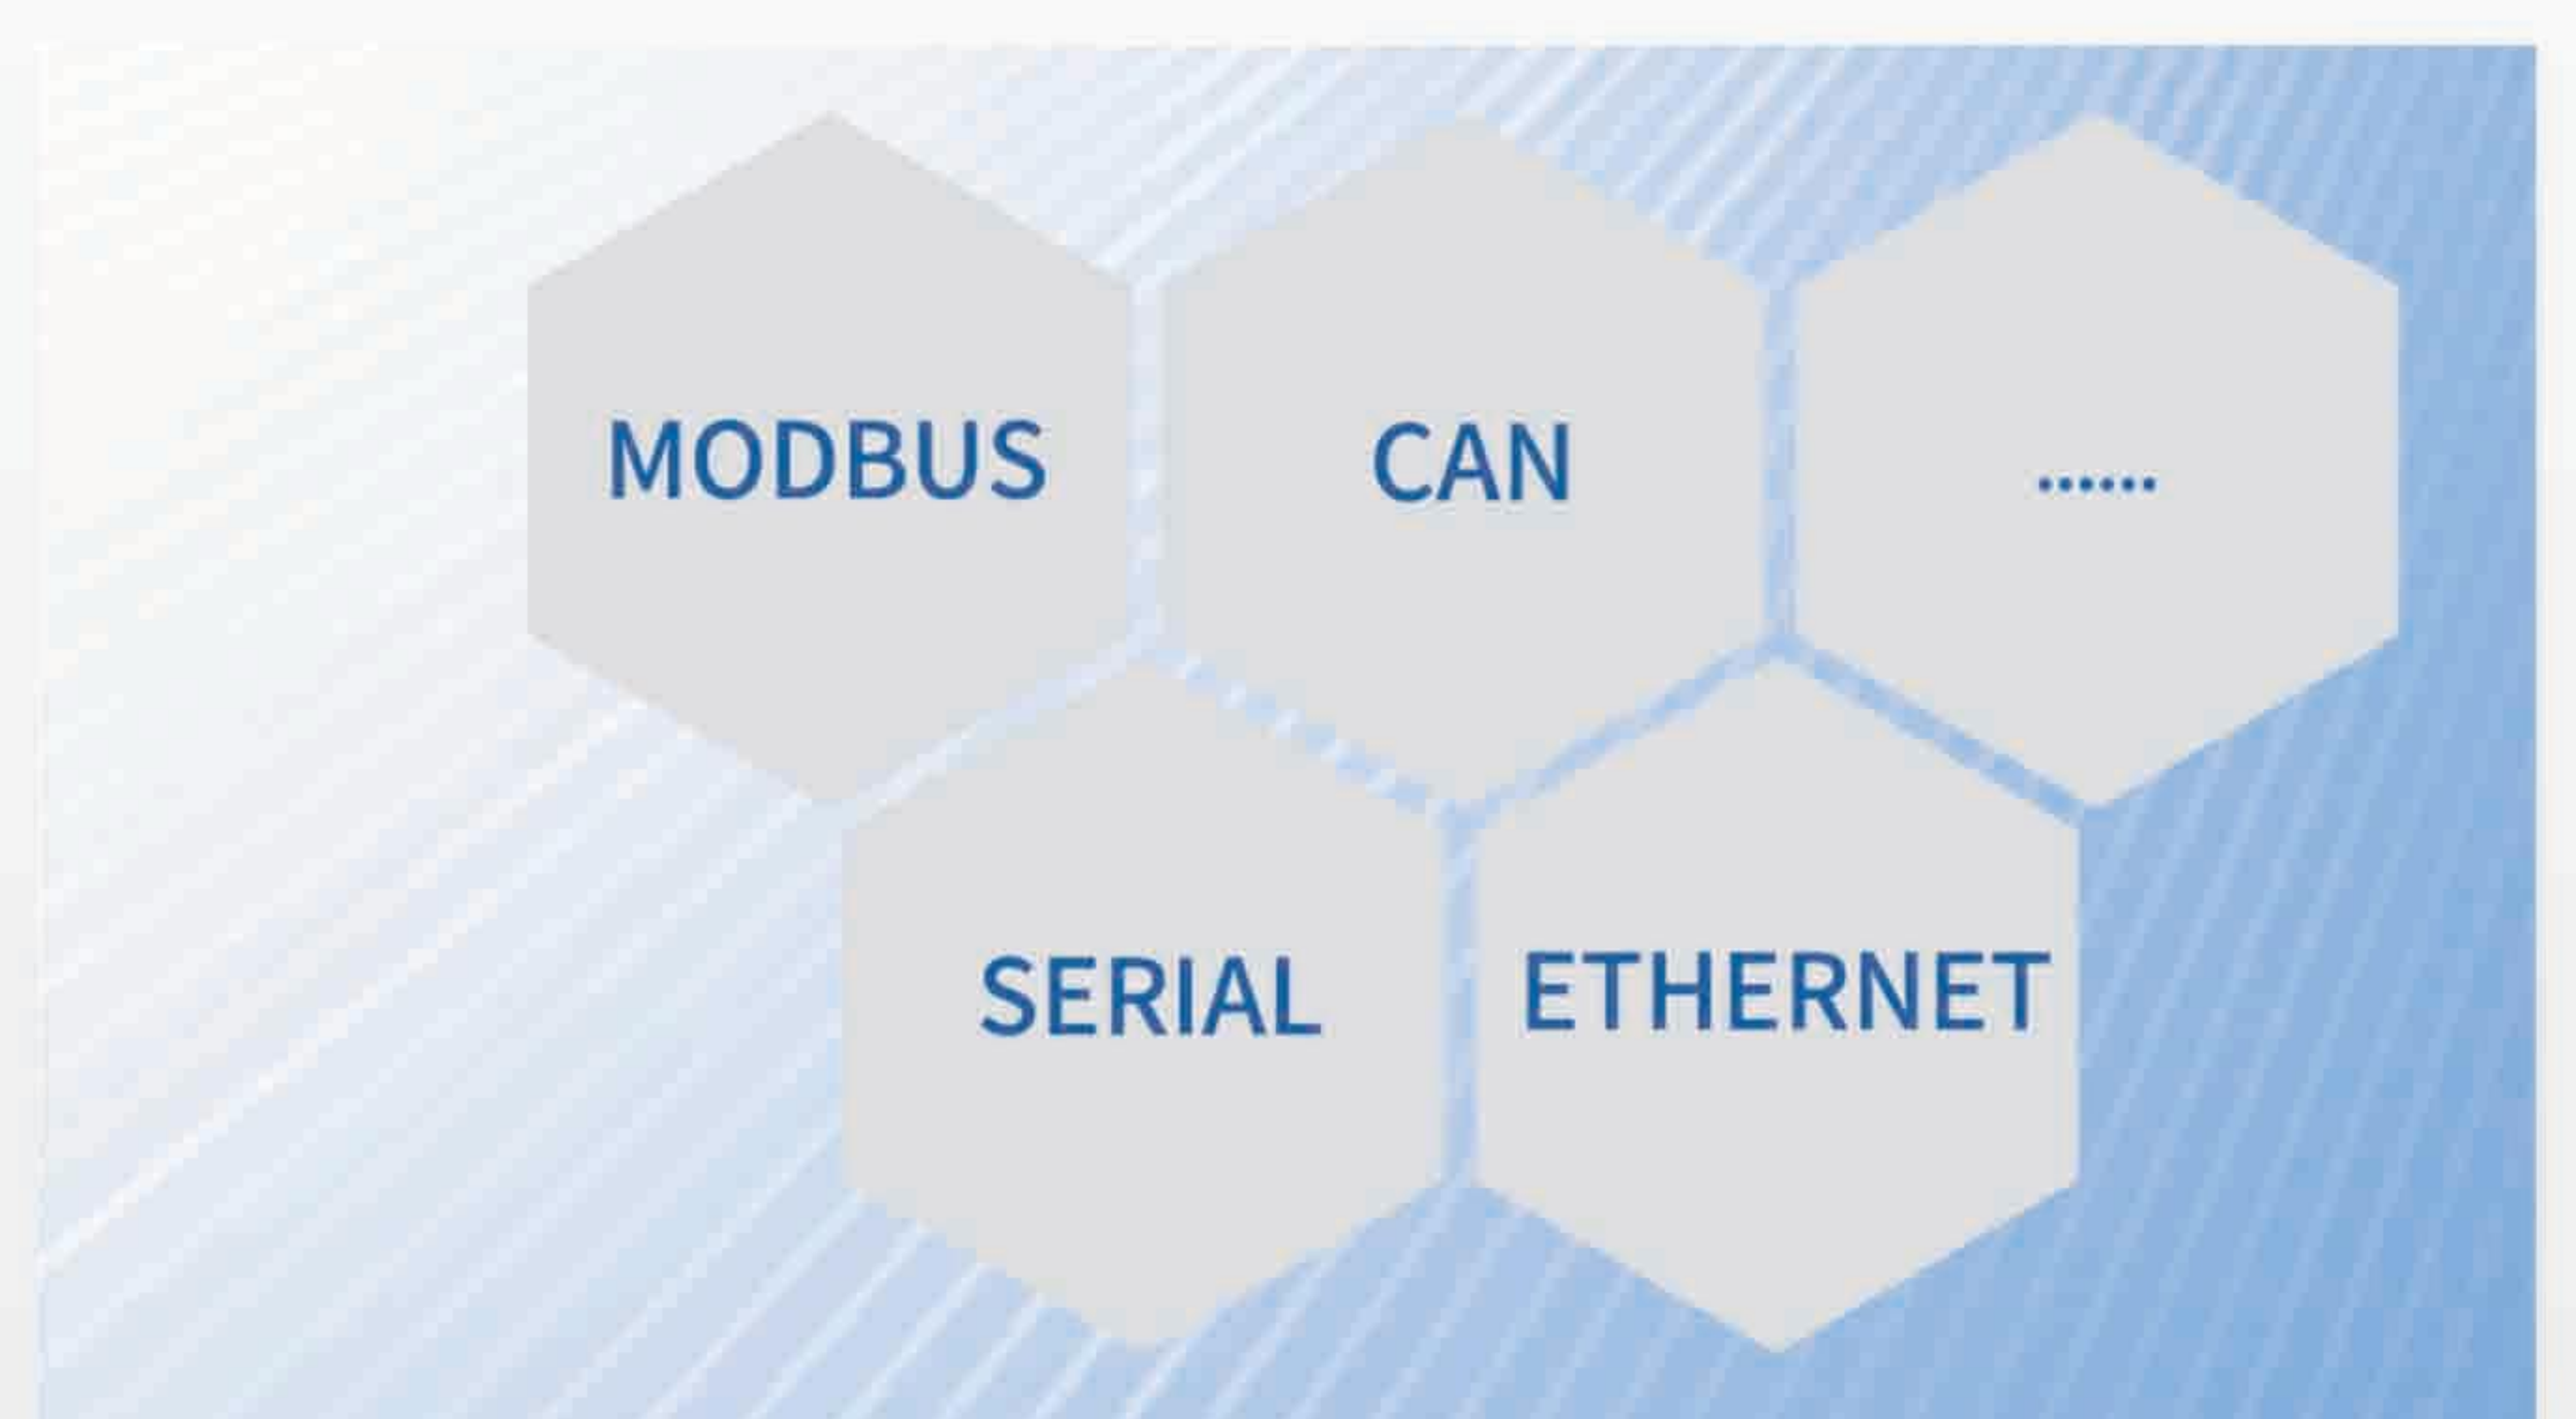 MODBUS
CAN
......
SERIAL
ETHERNET